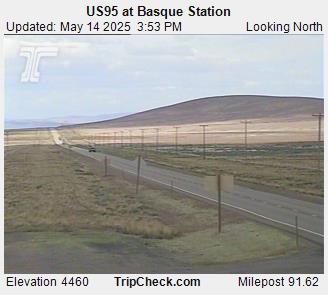 US95 at Basque Station
Updated: May 14 2025 3:53 PM Looking North
Elevation 4460 TripCheck.com Milepost 91.62